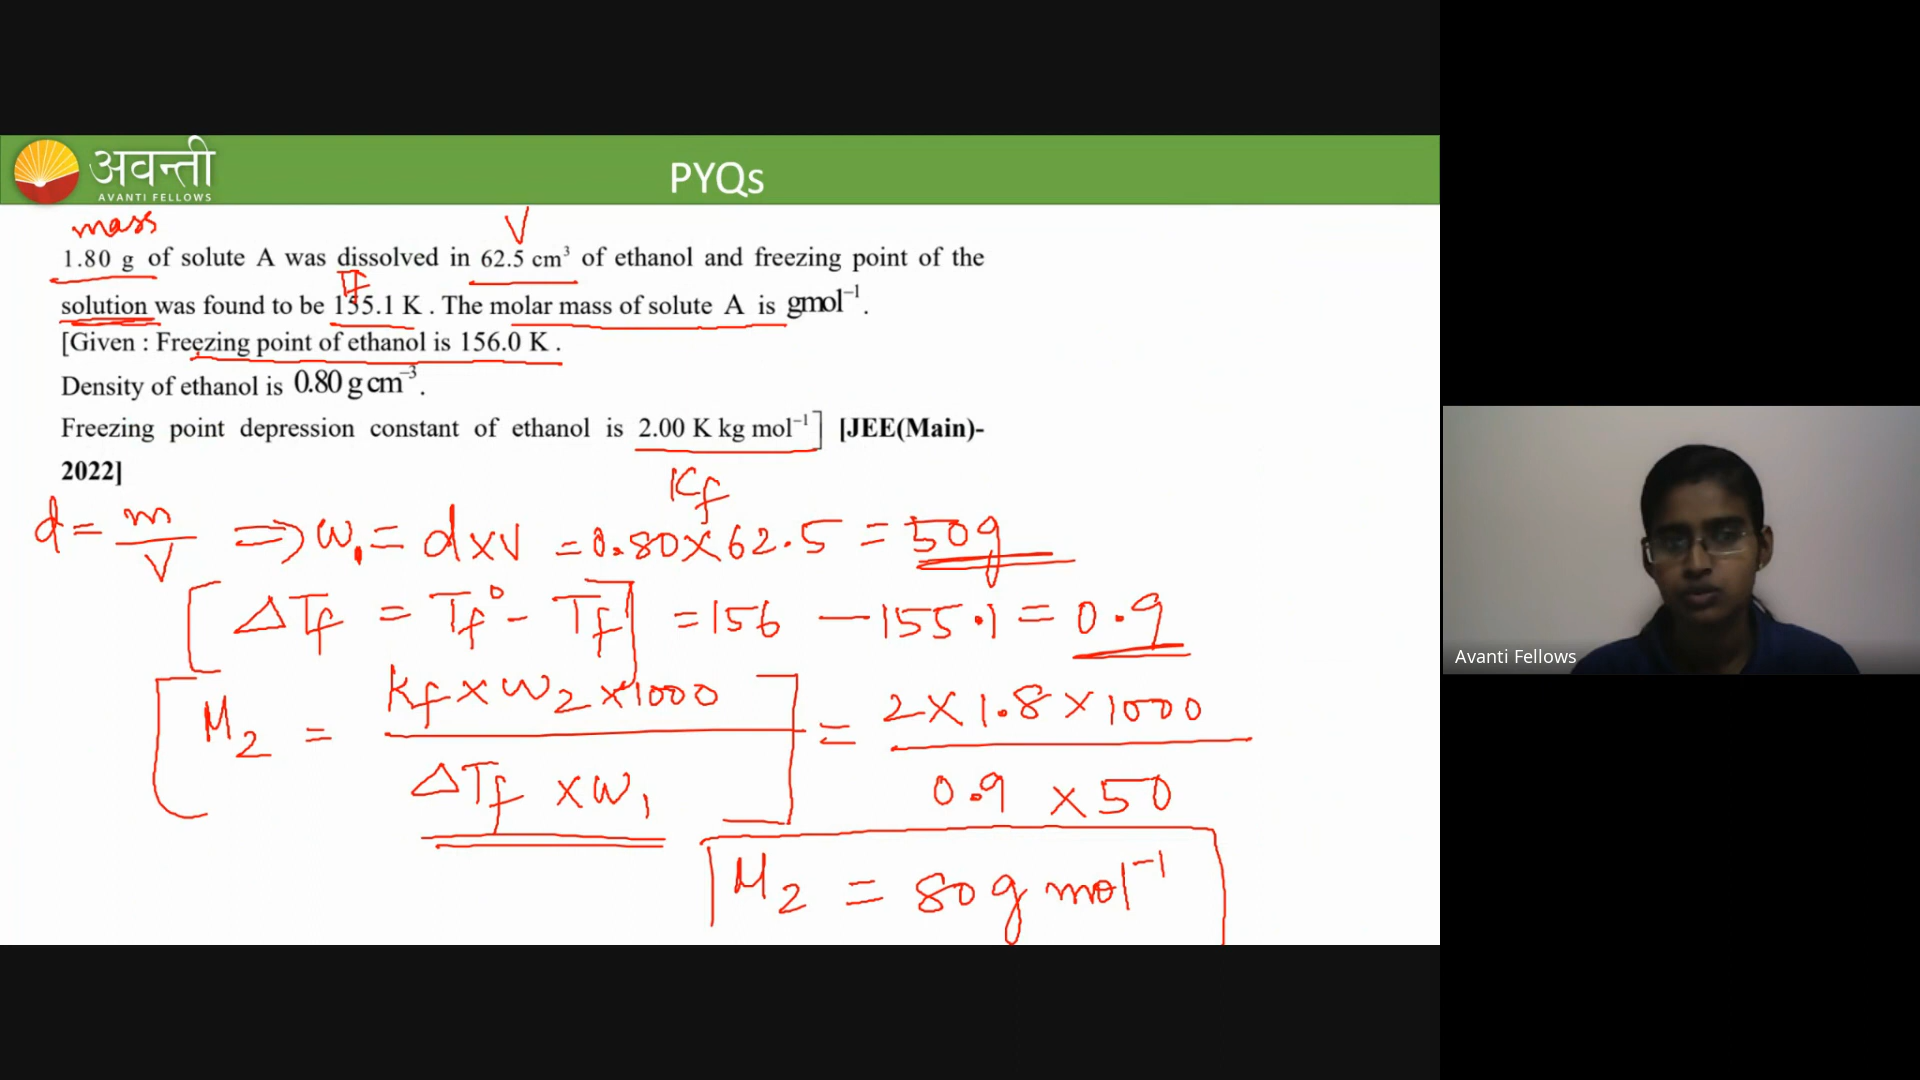 अवन्ती
AVANTI FELLOWS
PYQs
mass
V
1.80 g of solute A was dissolved in 62.5 cm³ of ethanol and freezing point of the
Tf
solution was found to be 155.1 K . The molar mass of solute A is gmol⁻¹.
[Given : Freezing point of ethanol is 156.0 K .
Density of ethanol is 0.80 g cm⁻³.
Freezing point depression constant of ethanol is 2.00 K kg mol⁻¹] [JEE(Main)-
2022]
Kf
d = m/V ⇒ w₁ = d×V = 0.80×62.5 = 50g
[ΔTf = Tf° - Tf] = 156 - 155.1 = 0.9
[M₂ = Kf × w₂ × 1000 / ΔTf × w₁] = 2 × 1.8 × 1000 / 0.9 × 50
M₂ = 80 g mol⁻¹
Avanti Fellows